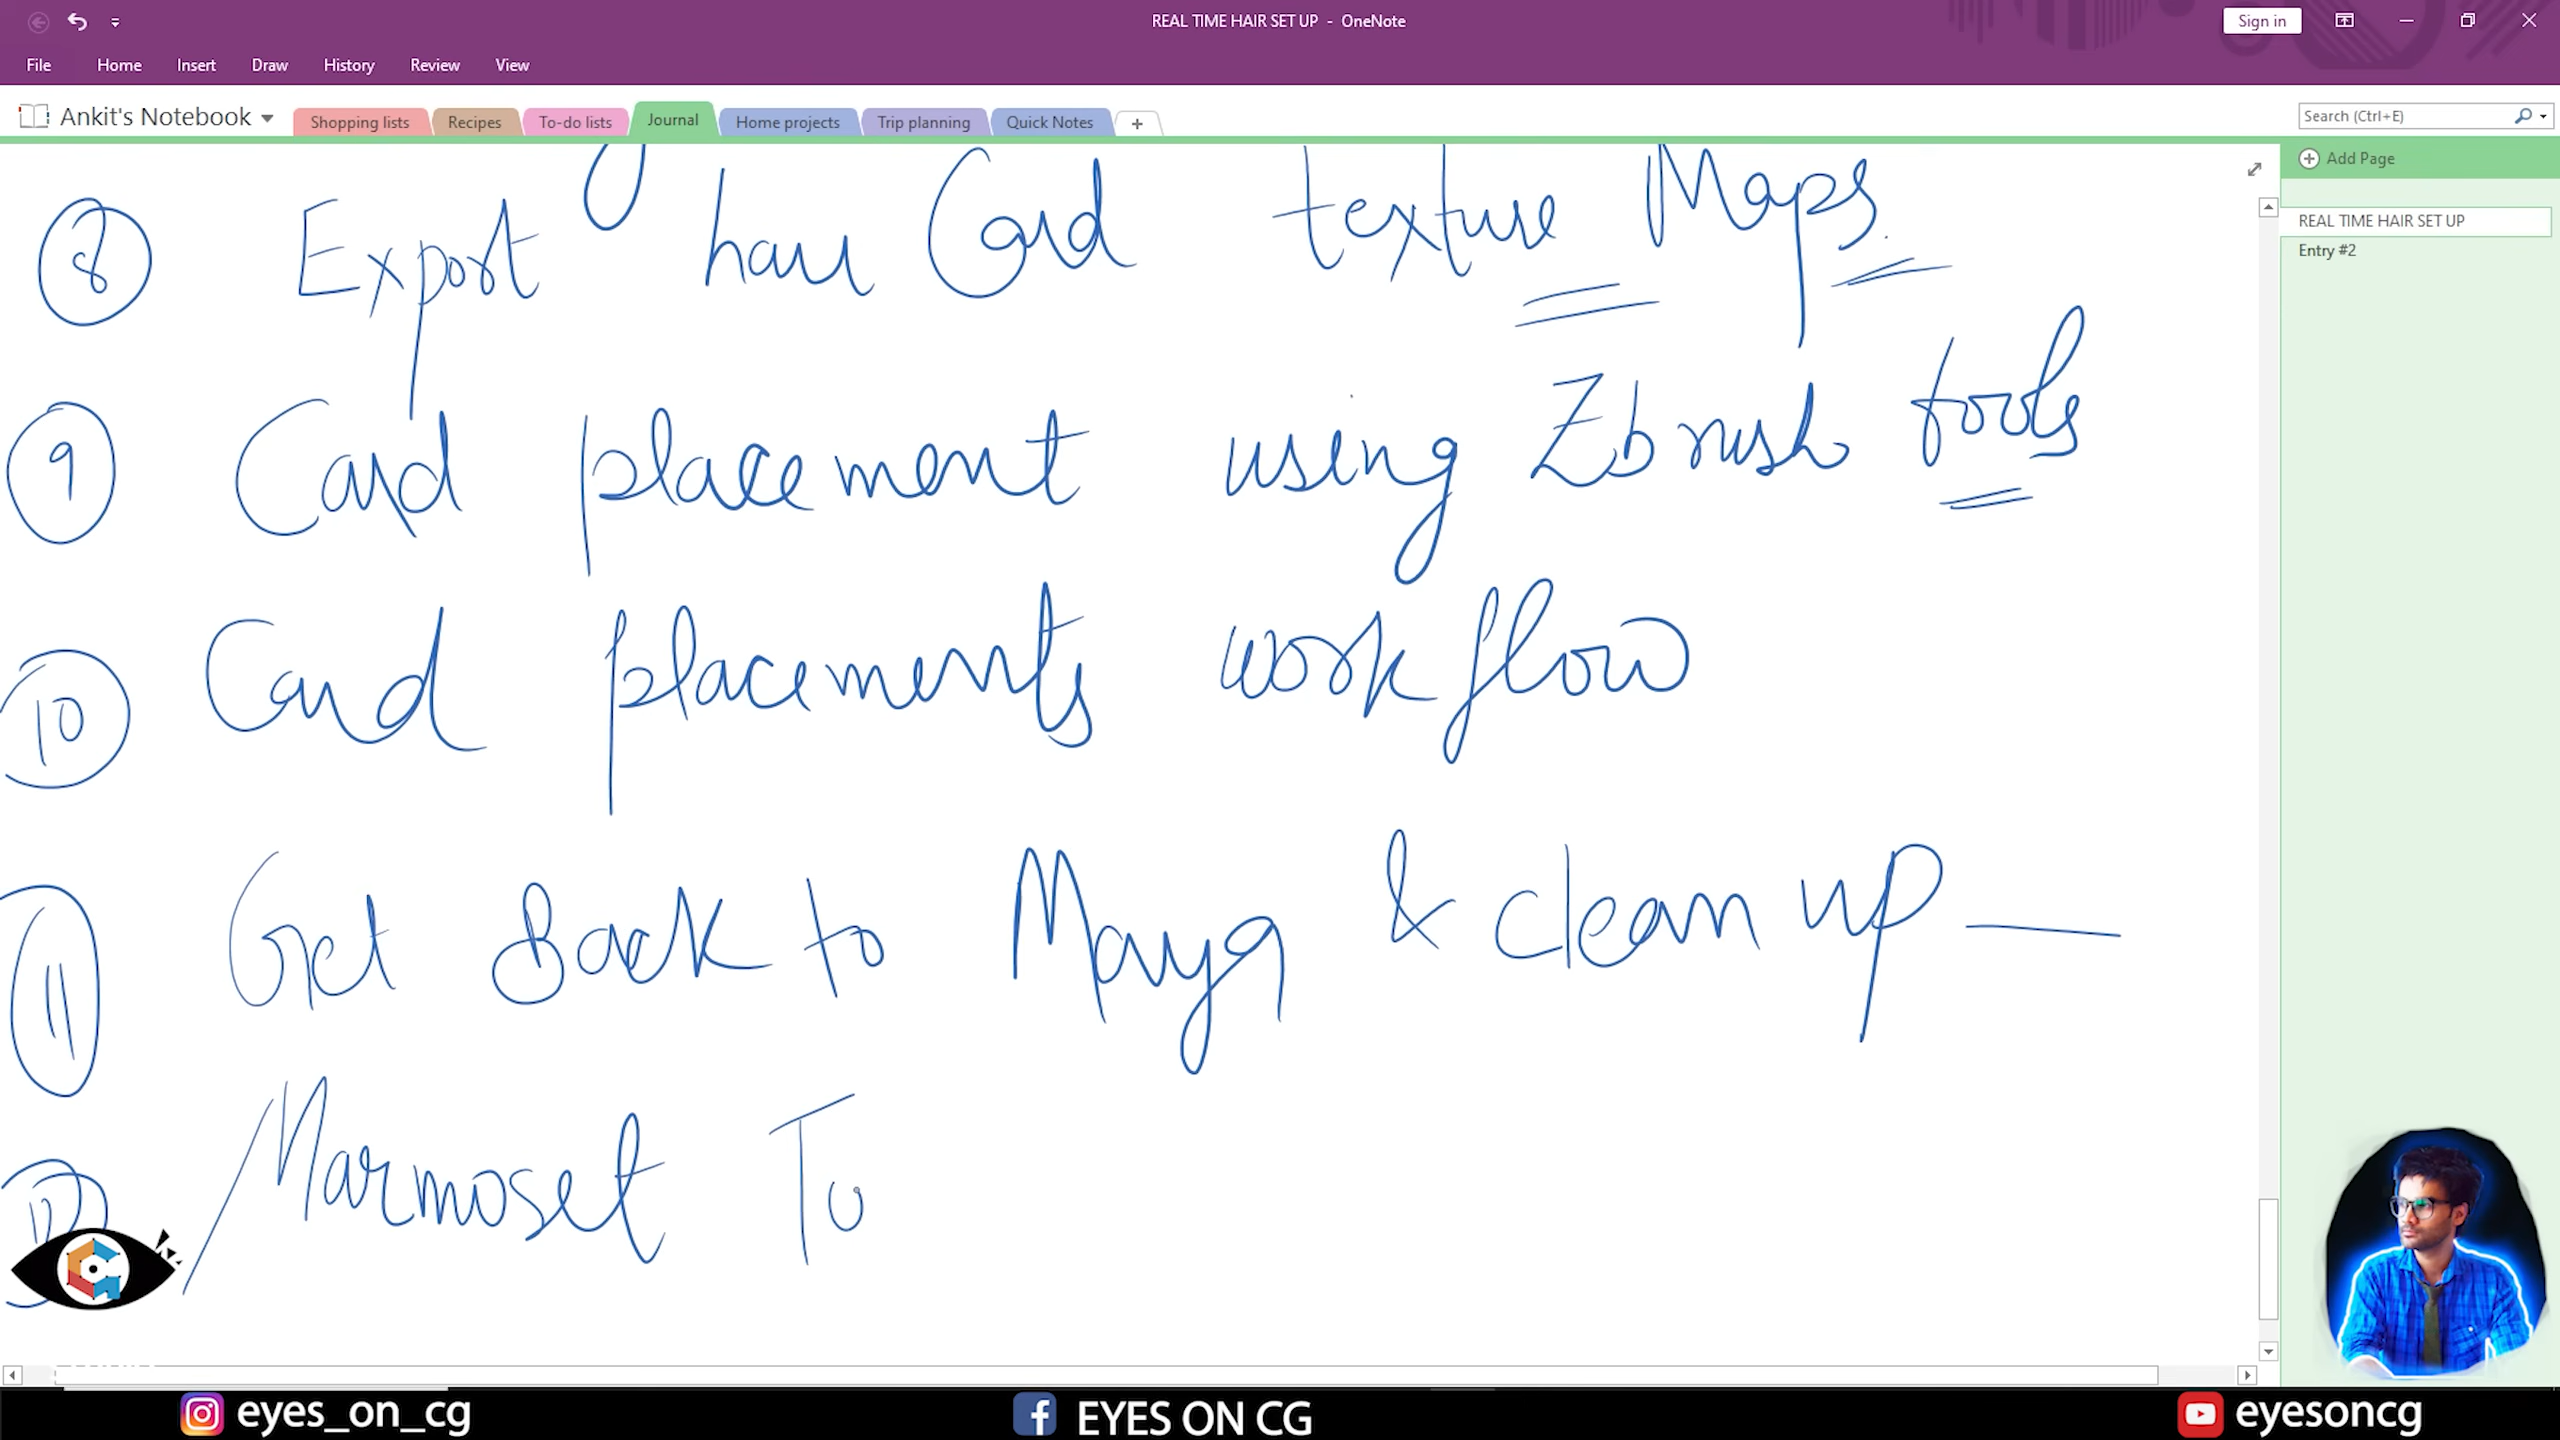 REAL TIME HAIR SET UP - OneNote
Sign in
File Home Insert Draw History Review View
Ankit's Notebook Shopping lists Recipes To-do lists Journal Home projects Trip planning Quick Notes
Search (Ctrl+E)
Add Page
REAL TIME HAIR SET UP
Entry #2
8 Export hair Card texture Maps.
9 Card placement using Zbrush tools
10 Card placements workflow
11 Get Back to Maya & clean up
Marmoset To
eyes_on_cg EYES ON CG eyesoncg